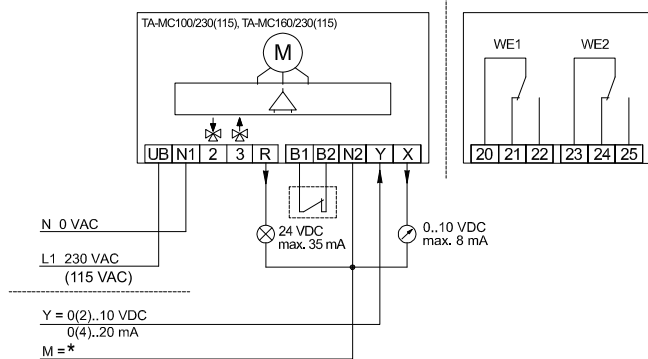 TA-MC100/230(115), TA-MC160/230(115)
M
WE1 WE2
UB N1 2 3 R B1 B2 N2 Y X
20 21 22 23 24 25
N 0 VAC
24 VDC
max. 35 mA
0..10 VDC
max. 8 mA
L1 230 VAC
(115 VAC)
Y = 0(2)..10 VDC
0(4)..20 mA
M = *